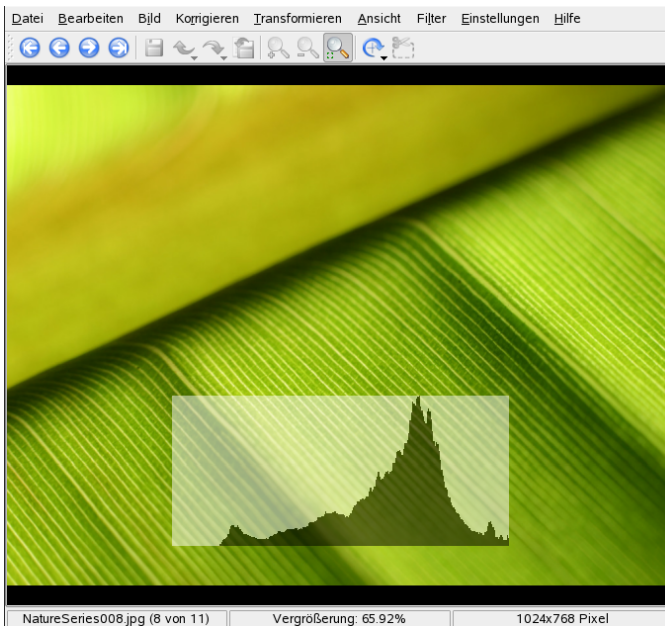 Datei Bearbeiten Bild Korrigieren Transformieren Ansicht Filter Einstellungen Hilfe
NatureSeries008.jpg (8 von 11) Vergrößerung: 65.92% 1024x768 Pixel